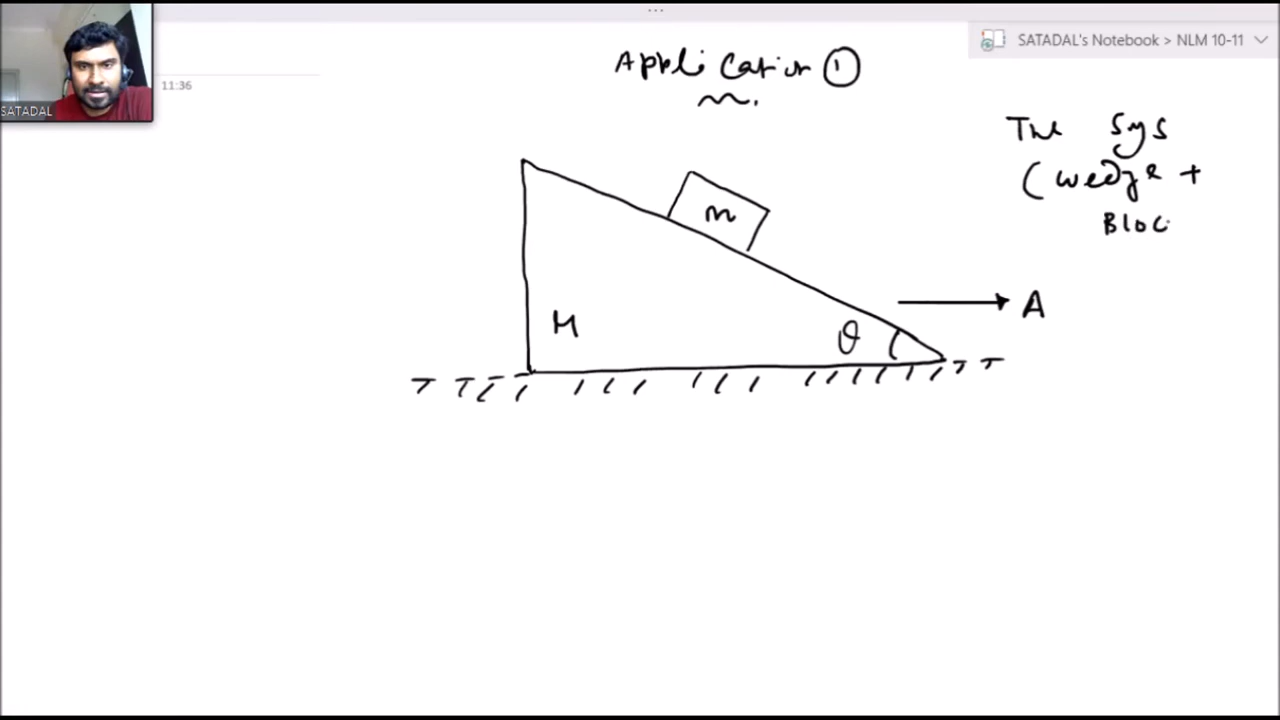 ...
SATADAL's Notebook > NLM 10-11
SATADAL
11:36
Application ①
The Sys
(wedge +
Bloc
m
A
M
θ